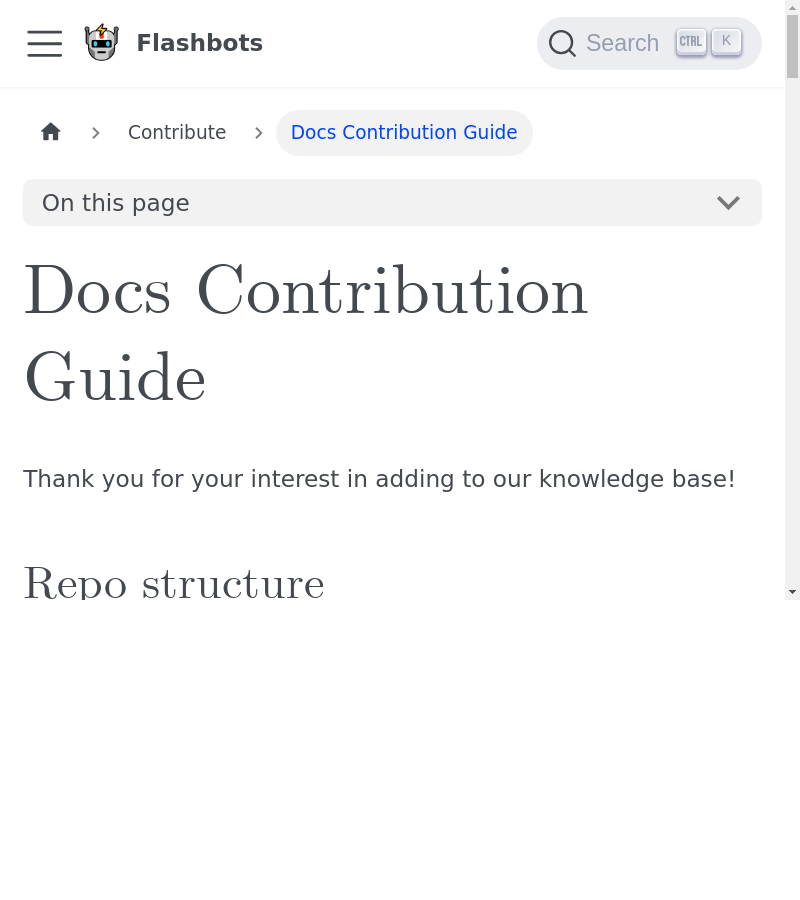 Flashbots
Search CTRL K
Contribute
Docs Contribution Guide
On this page
Docs Contribution
Guide
Thank you for your interest in adding to our knowledge base!
Repo structure